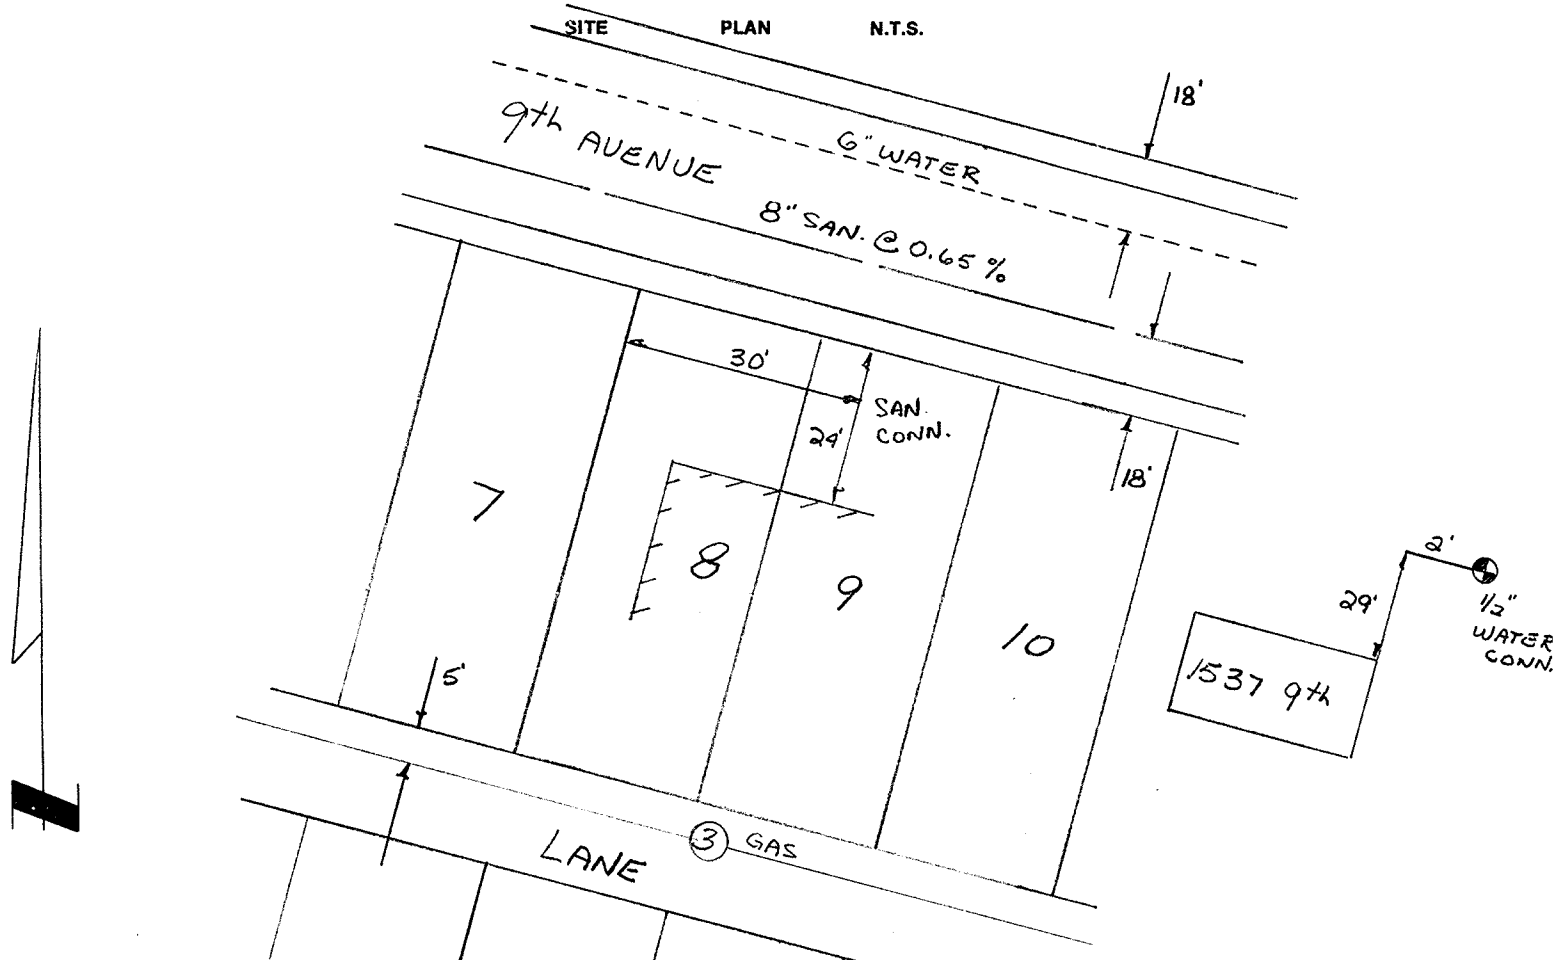 SITE PLAN N.T.S.
18'
6" WATER
9th AVENUE
8" SAN. @ 0.65 %
30'
SAN.
CONN.
24'
18'
7
8
9
10
2'
29'
1/2"
WATER
CONN.
1537 9th
5'
3 GAS
LANE